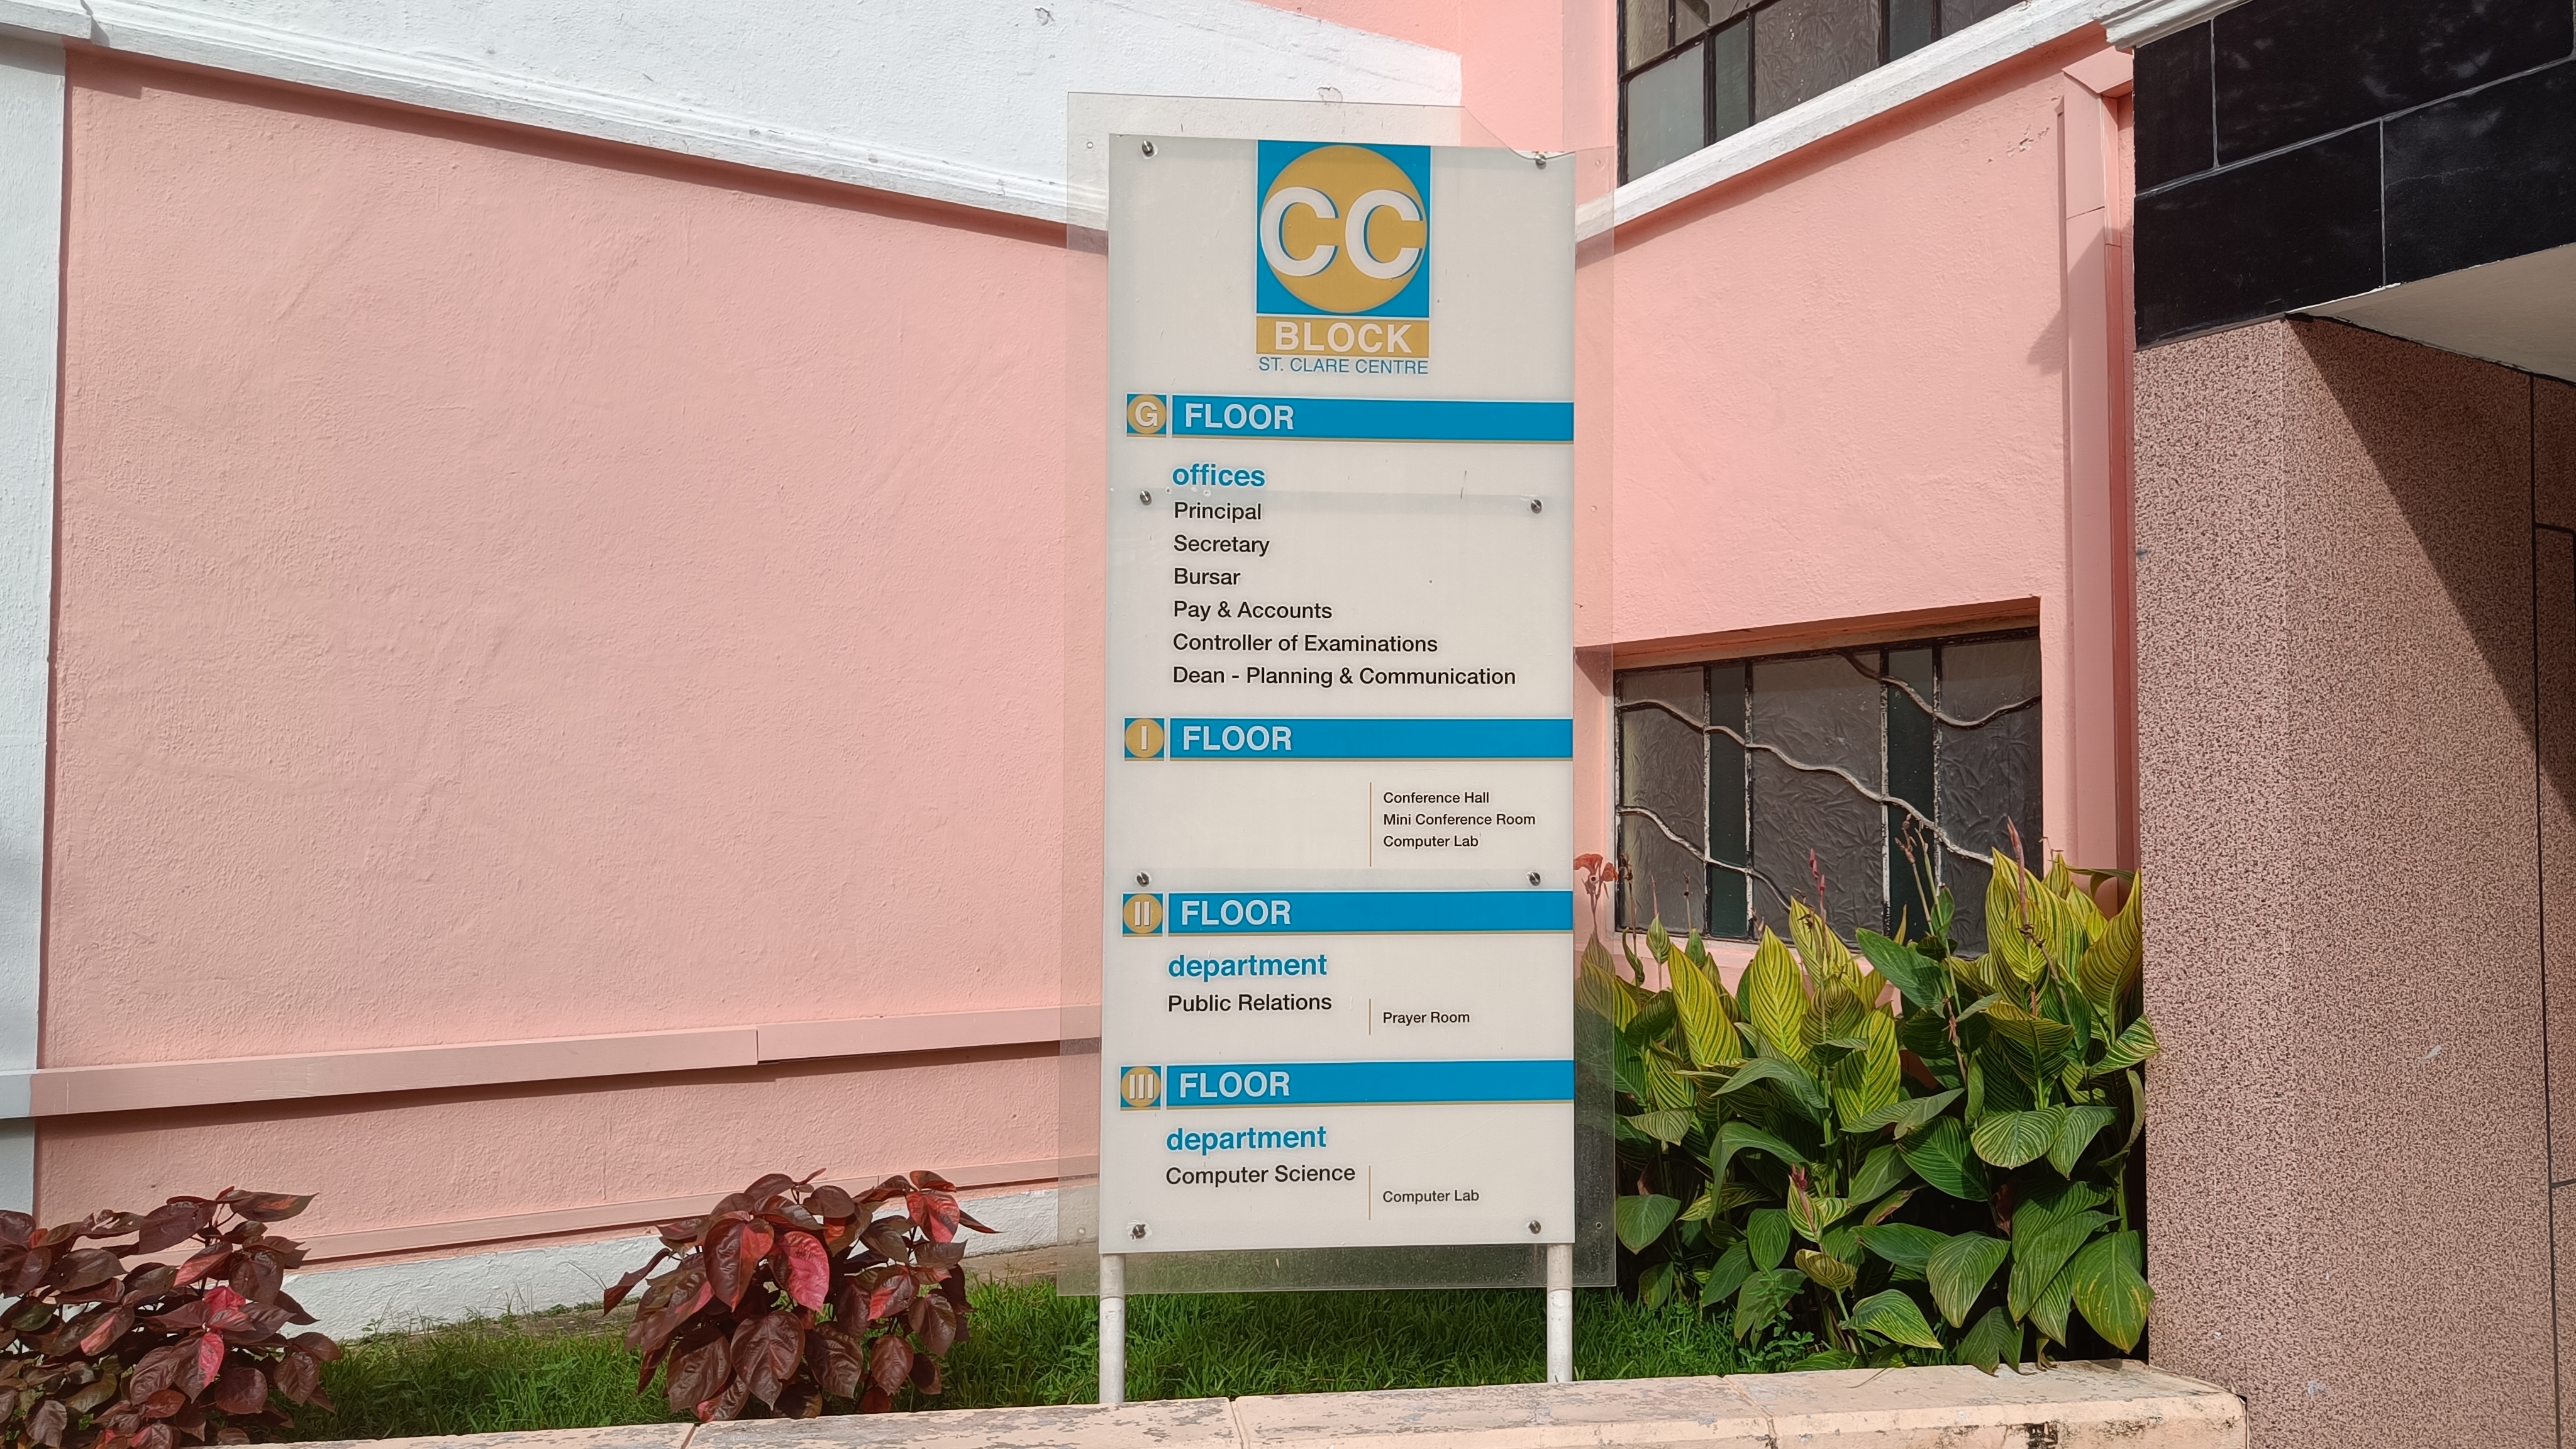 CC
BLOCK
ST. CLARE CENTRE
G FLOOR
offices
Principal
Secretary
Bursar
Pay & Accounts
Controller of Examinations
Dean - Planning & Communication
I FLOOR
Conference Hall
Mini Conference Room
Computer Lab
II FLOOR
department
Public Relations
Prayer Room
III FLOOR
department
Computer Science
Computer Lab